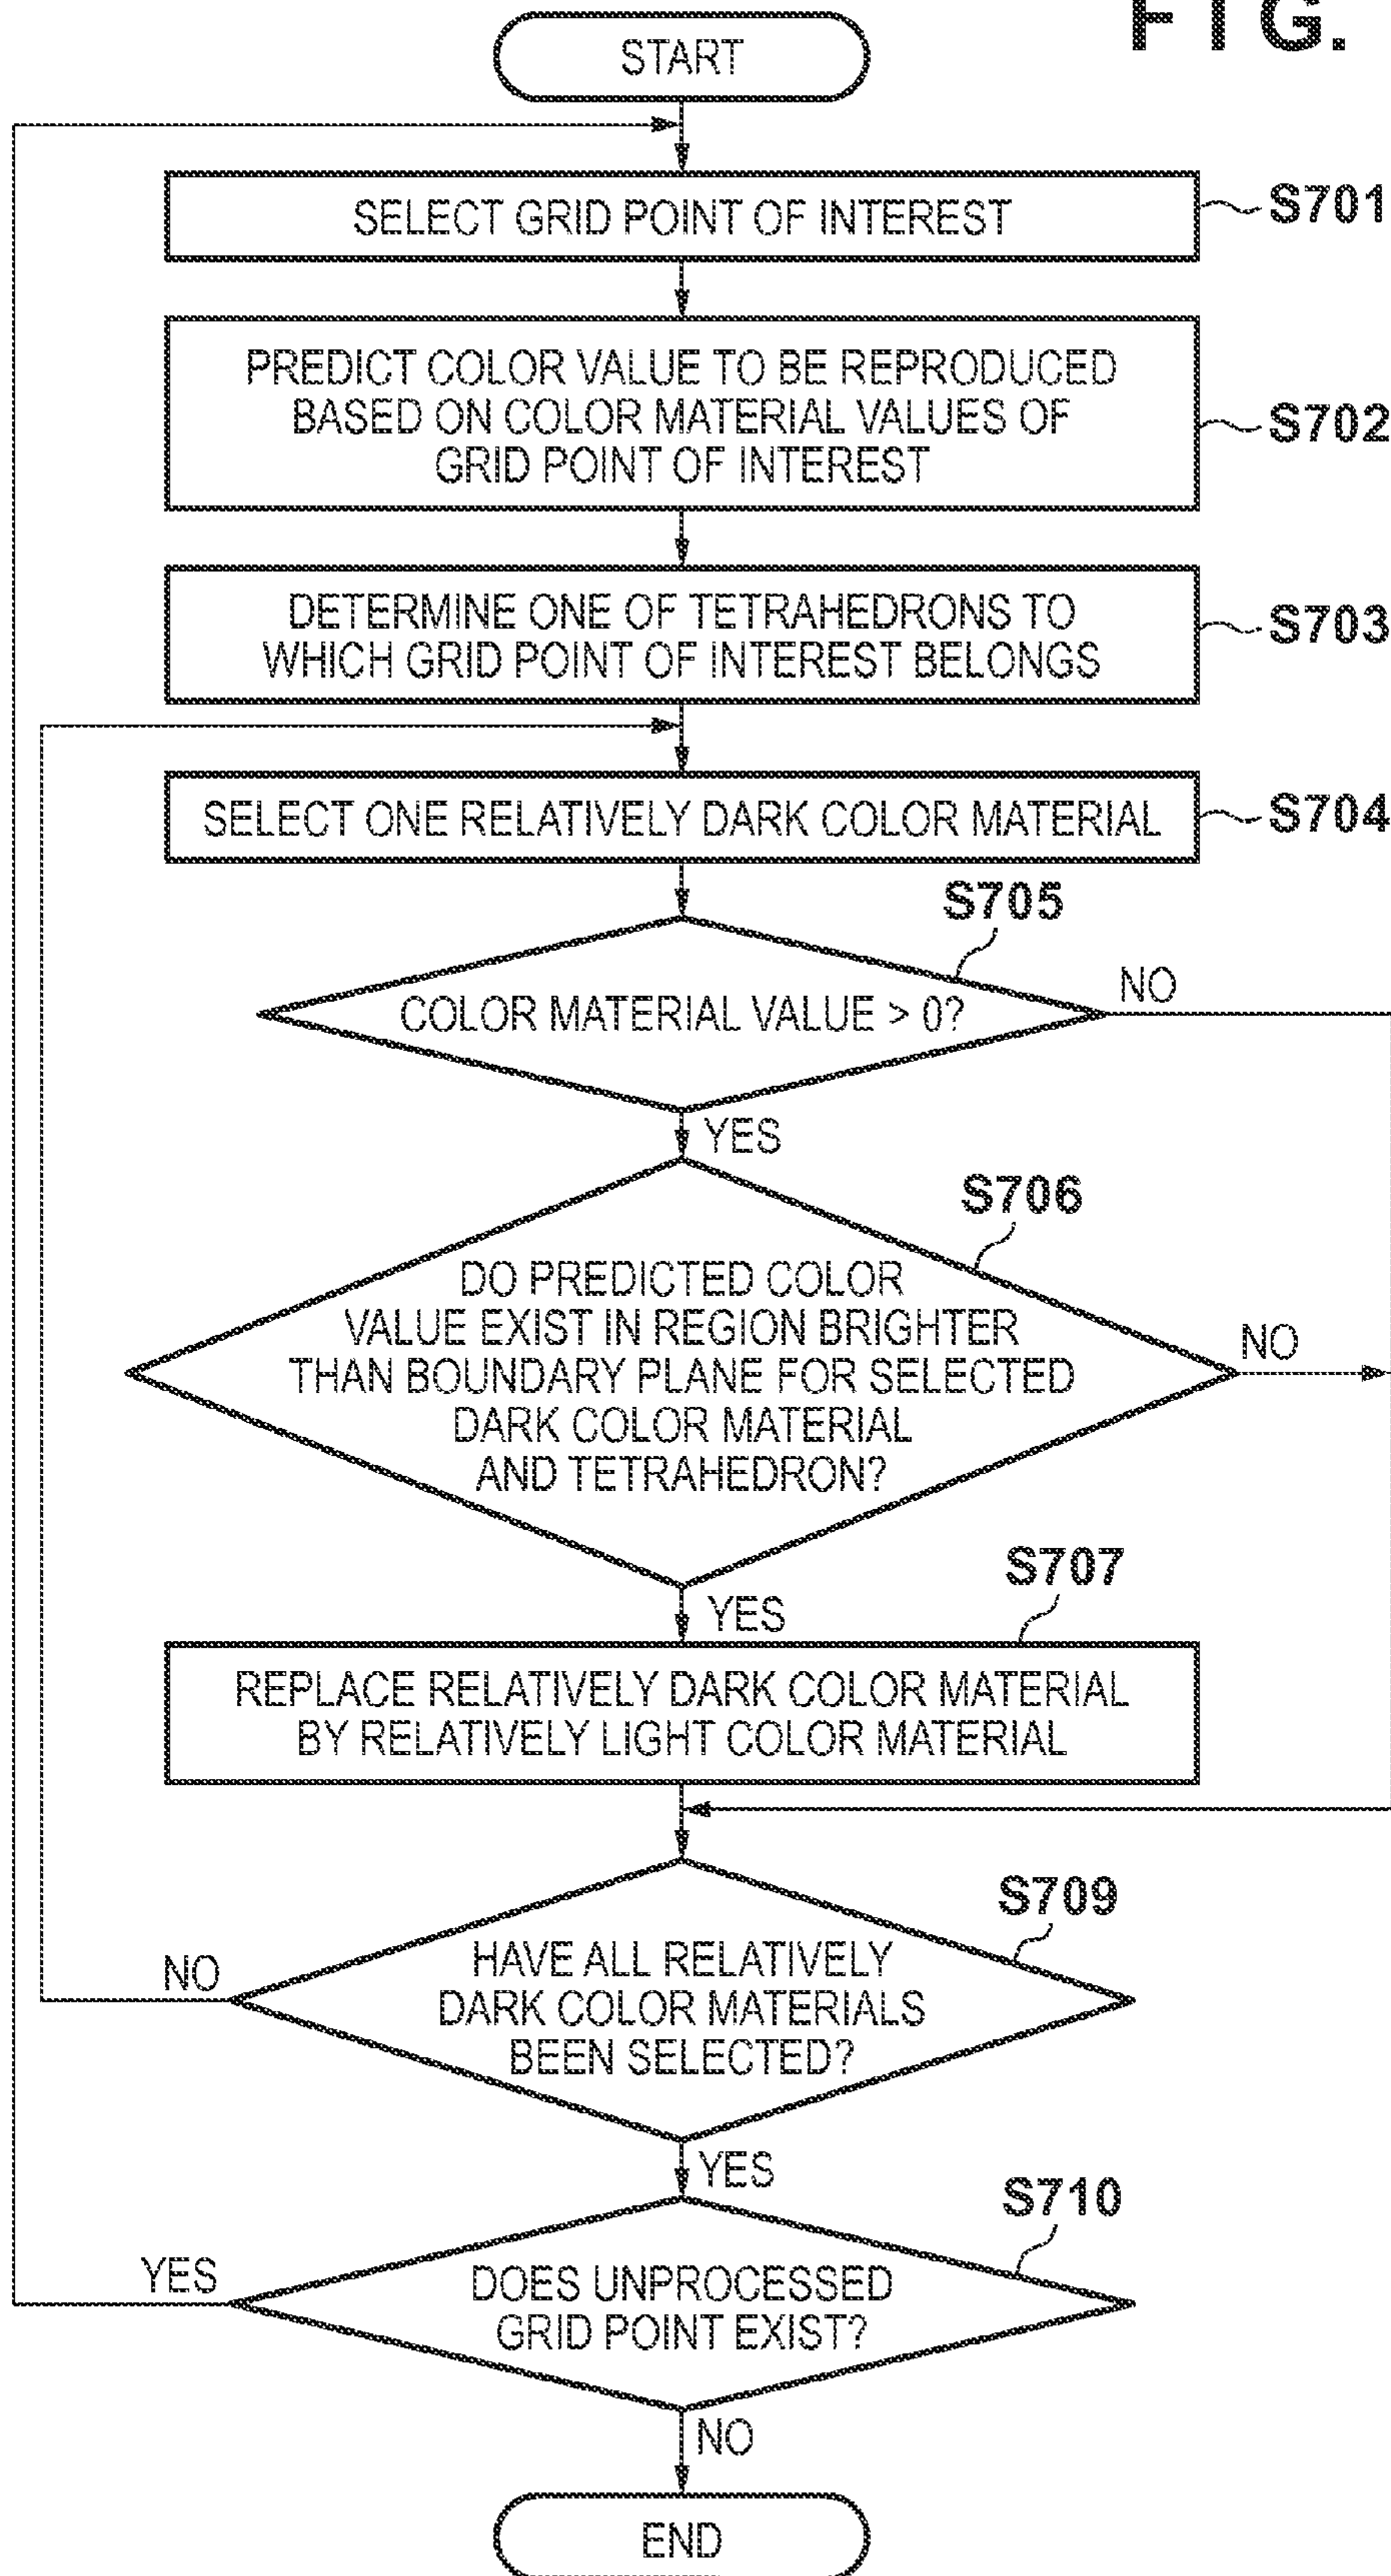 FIG.
START
SELECT GRID POINT OF INTEREST
S701
PREDICT COLOR VALUE TO BE REPRODUCED
BASED ON COLOR MATERIAL VALUES OF
GRID POINT OF INTEREST
S702
DETERMINE ONE OF TETRAHEDRONS TO
WHICH GRID POINT OF INTEREST BELONGS
S703
SELECT ONE RELATIVELY DARK COLOR MATERIAL
S704
S705
COLOR MATERIAL VALUE > 0?
NO
YES
S706
DO PREDICTED COLOR
VALUE EXIST IN REGION BRIGHTER
THAN BOUNDARY PLANE FOR SELECTED
DARK COLOR MATERIAL
AND TETRAHEDRON?
NO
YES
S707
REPLACE RELATIVELY DARK COLOR MATERIAL
BY RELATIVELY LIGHT COLOR MATERIAL
S709
HAVE ALL RELATIVELY
DARK COLOR MATERIALS
BEEN SELECTED?
NO
YES
S710
DOES UNPROCESSED
GRID POINT EXIST?
YES
NO
END